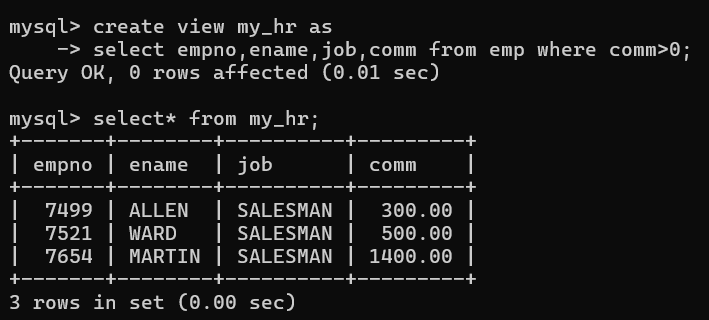 mysql> create view my_hr as
    -> select empno,ename,job,comm from emp where comm>0;
Query OK, 0 rows affected (0.01 sec)

mysql> select* from my_hr;
+-------+--------+----------+---------+
| empno | ename  | job      | comm    |
+-------+--------+----------+---------+
|  7499 | ALLEN  | SALESMAN |  300.00 |
|  7521 | WARD   | SALESMAN |  500.00 |
|  7654 | MARTIN | SALESMAN | 1400.00 |
+-------+--------+----------+---------+
3 rows in set (0.00 sec)